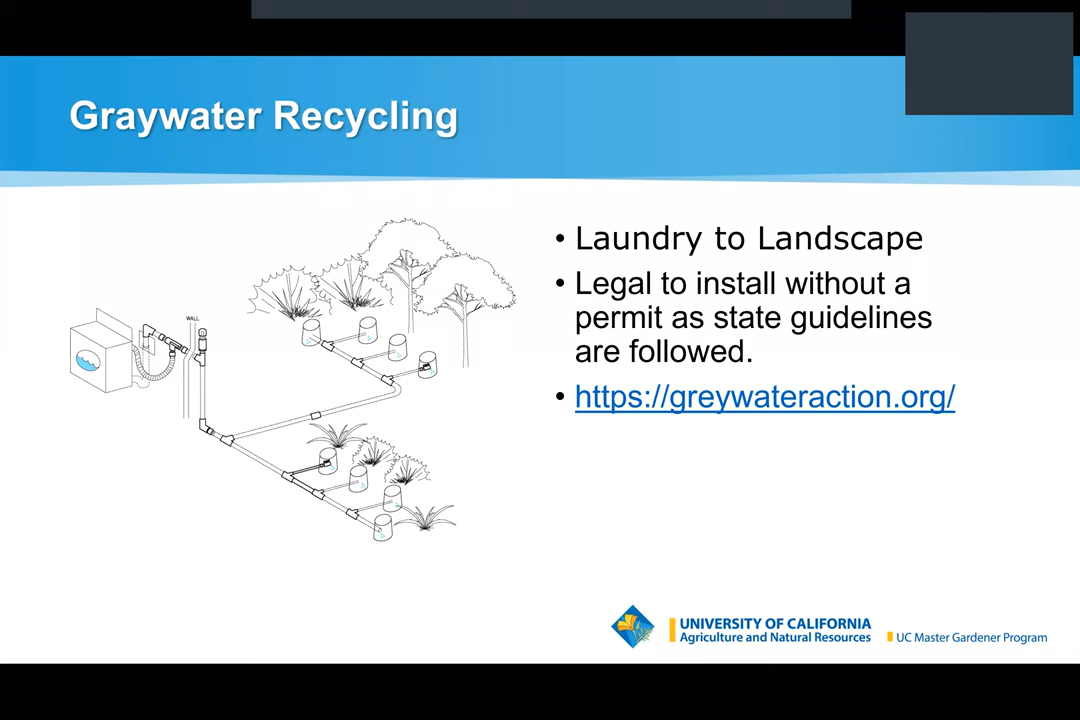 Graywater Recycling
WALL
• Laundry to Landscape
• Legal to install without a
permit as state guidelines
are followed.
• https://greywateraction.org/
UNIVERSITY OF CALIFORNIA
Agriculture and Natural Resources
UC Master Gardener Program